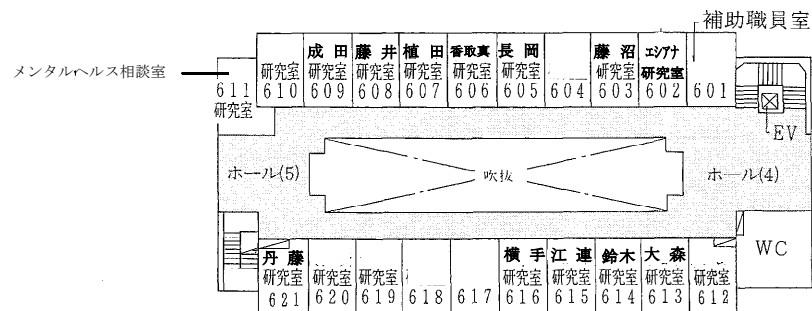 補助職員室
メンタルヘルス相談室
611
研究室
研究室
610
成田
研究室
609
藤井
研究室
608
植田
研究室
607
香取真
研究室
606
長岡
研究室
605
604
藤沼
研究室
603
エシアナ
研究室
602
601
EV
ホール(5)
吹抜
ホール(4)
WC
丹藤
研究室
621
研究室
620
研究室
619
618
617
横手
研究室
616
江連
研究室
615
鈴木
研究室
614
大森
研究室
613
研究室
612